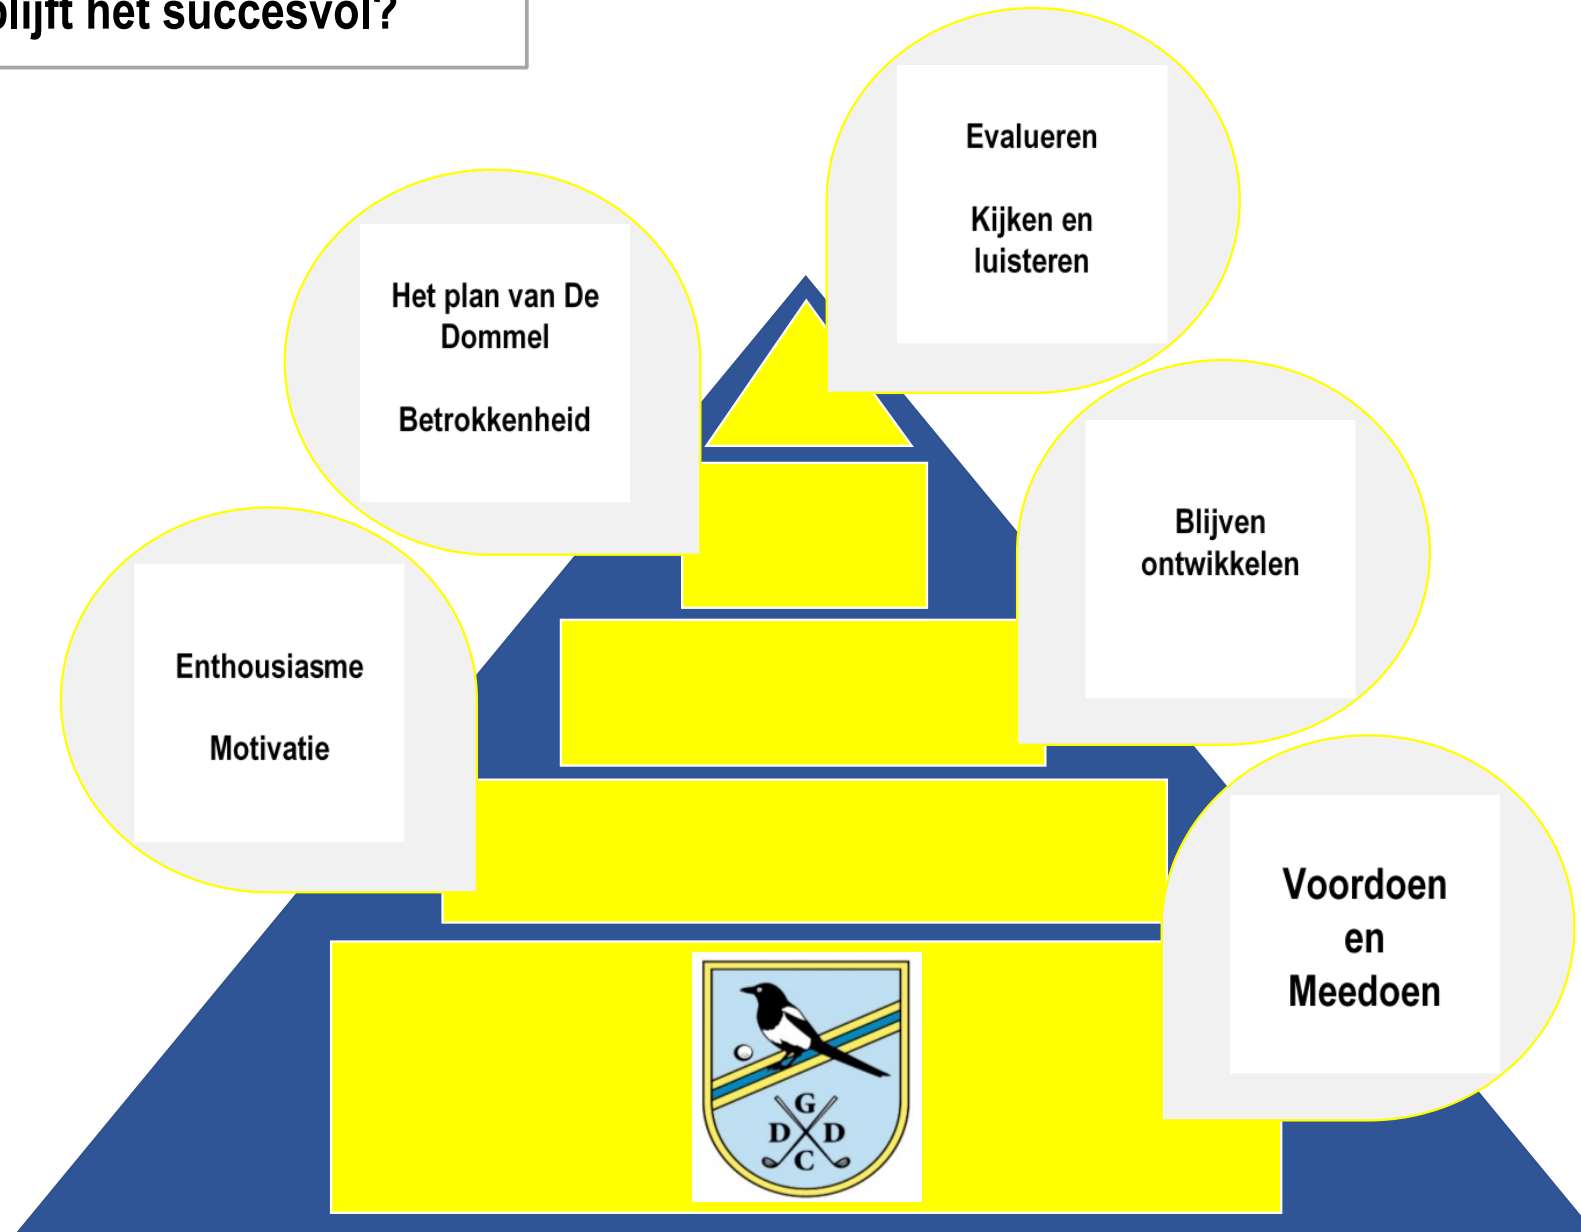 blijft het succesvol?
Evalueren
Kijken en
luisteren
Het plan van De
Dommel
Betrokkenheid
Blijven
ontwikkelen
Enthousiasme
Motivatie
Voordoen
en
Meedoen
G
D D
C